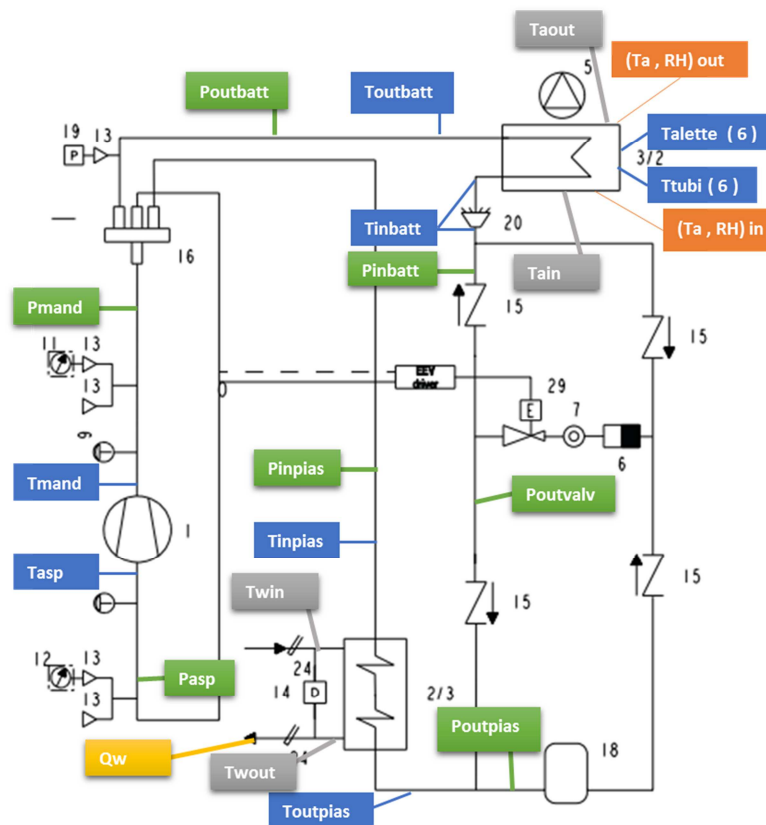 Taout
5
(Ta , RH) out
Poutbatt
Toutbatt
19
13
P
Talette ( 6 )
3/2
Ttubi ( 6 )
Tinbatt
20
(Ta , RH) in
16
Pinbatt
Tain
Pmand
15
15
11
13
13
EEV
driver
29
7
E
9
Pinpias
6
Tmand
Poutvalv
1
Tinpias
Tasp
15
15
Twin
12
13
24
13
Pasp
14
D
2/3
Poutpias
18
Qw
Twout
24
Toutpias